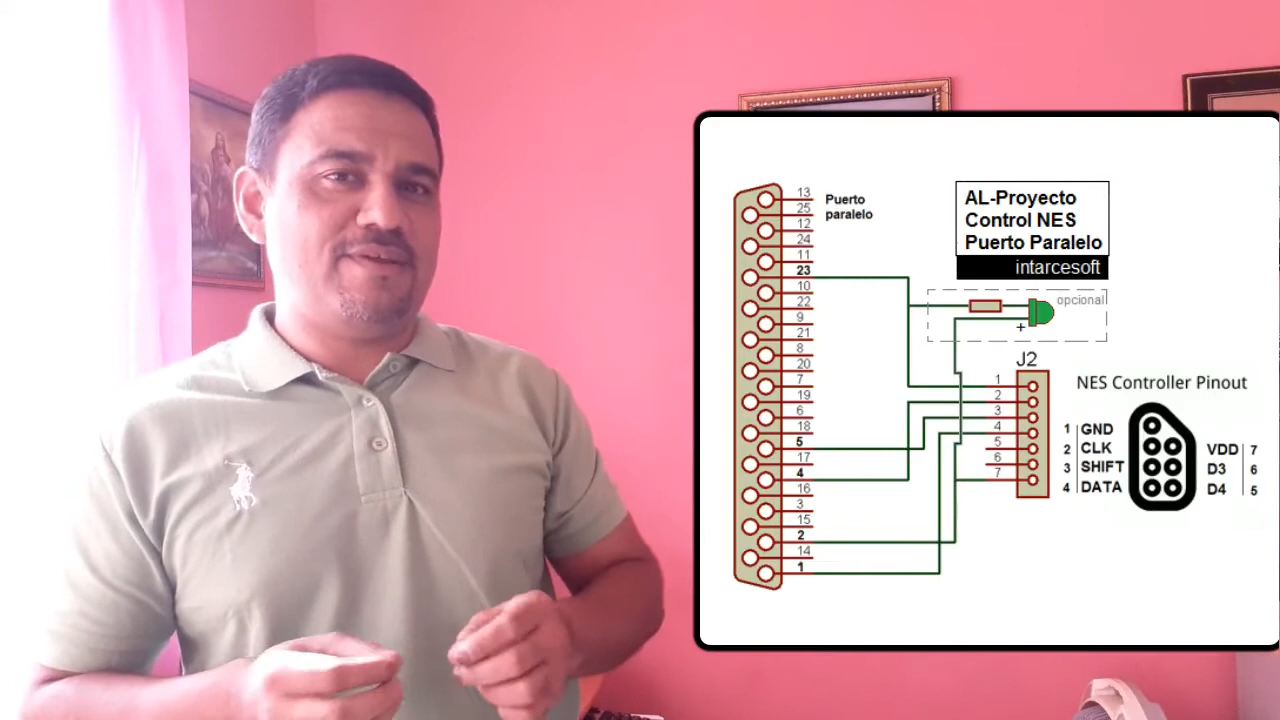 13
25
12
24
11
23
10
22
9
21
8
20
7
19
6
18
5
17
4
16
3
15
2
14
1
Puerto
paralelo
AL-Proyecto
Control NES
Puerto Paralelo
intarcesoft
opcional
+
J2
1
2
3
4
5
6
7
NES Controller Pinout
1 GND
2 CLK
3 SHIFT
4 DATA
VDD 7
D3 6
D4 5